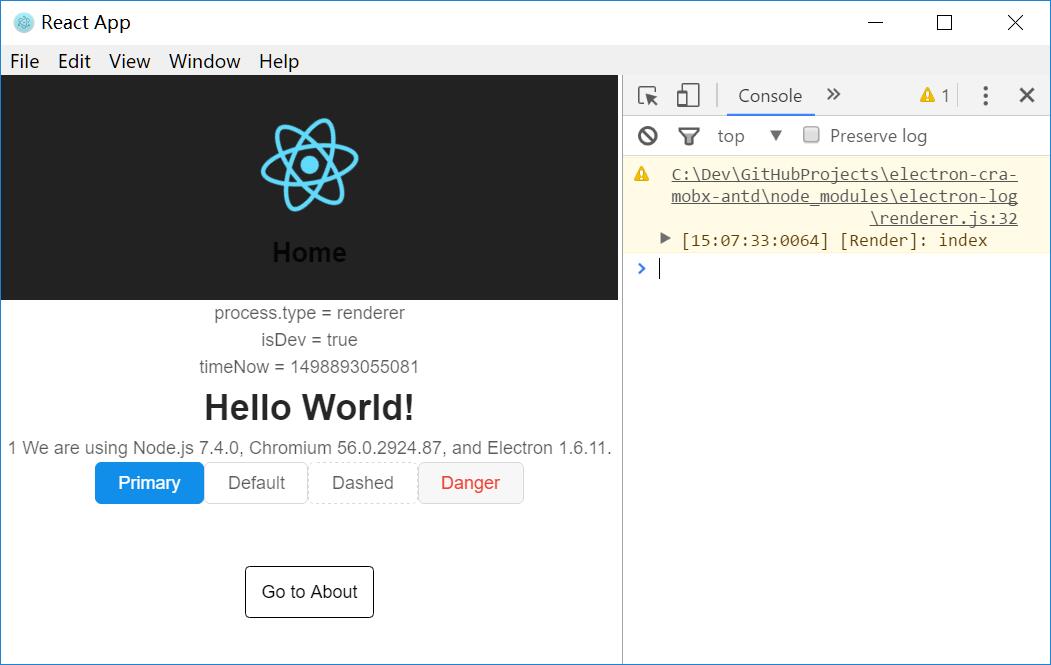 React App
File Edit View Window Help
Home
process.type = renderer
isDev = true
timeNow = 1498893055081
Hello World!
1 We are using Node.js 7.4.0, Chromium 56.0.2924.87, and Electron 1.6.11.
Primary Default Dashed Danger
Go to About
Console » 1
top Preserve log
C:\Dev\GitHubProjects\electron-cra-
mobx-antd\node_modules\electron-log
\renderer.js:32
[15:07:33:0064] [Render]: index